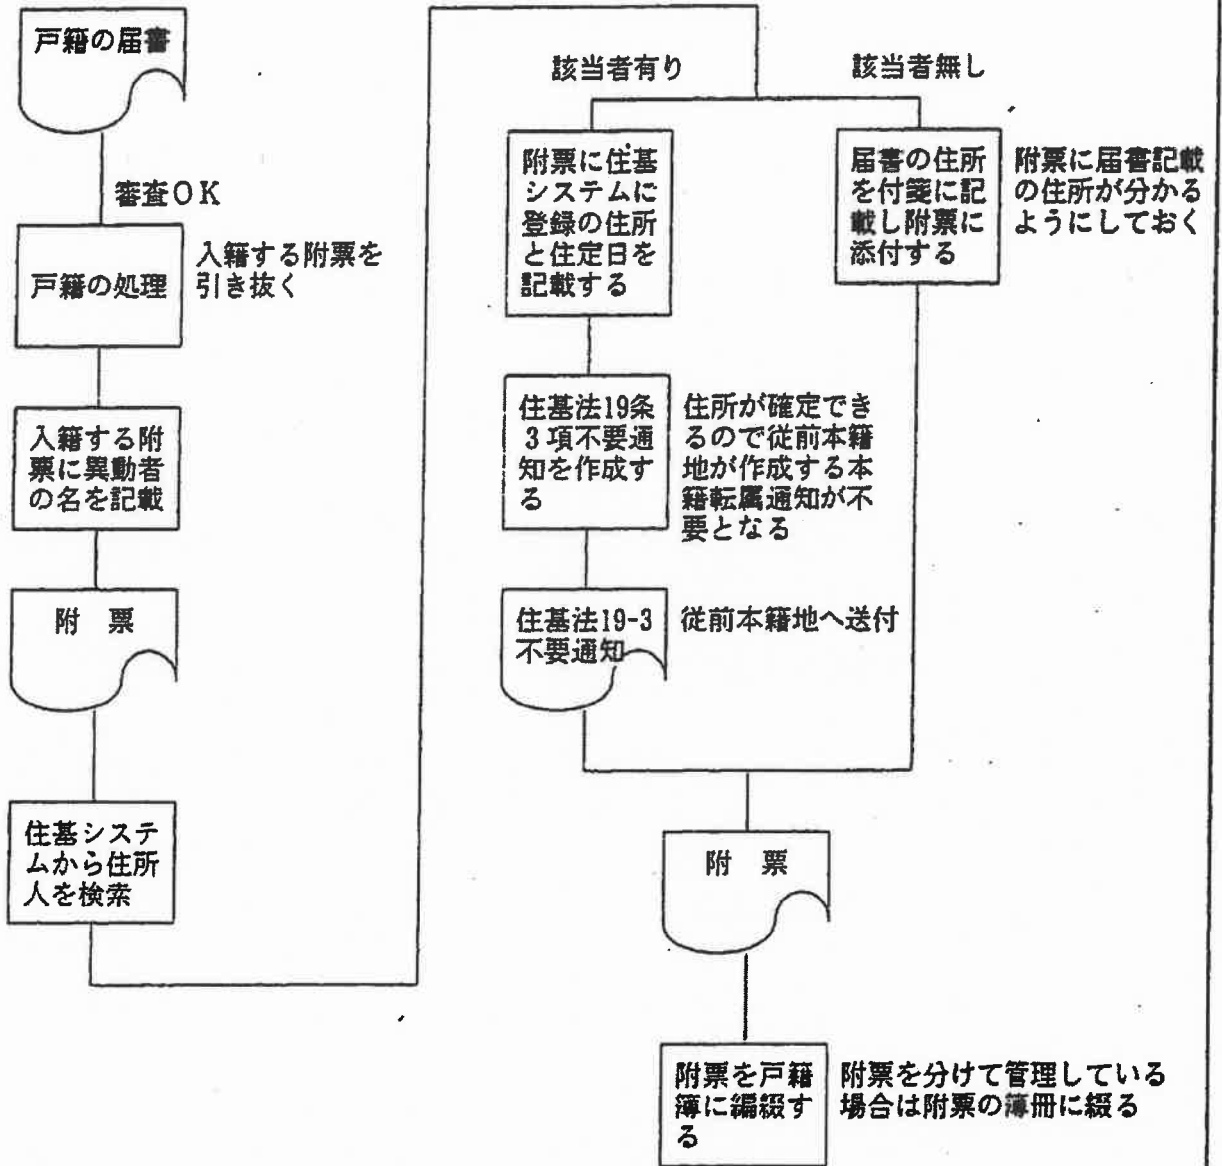 戸籍の届書
審査OK
戸籍の処理
入籍する附票を
引き抜く
入籍する附
票に異動者
の名を記載
附 票
住基システ
ムから住所
人を検索
該当者有り
附票に住基
システムに
登録の住所
と住定日を
記載する
住基法19条
3項不要通
知を作成す
る
住所が確定でき
るので従前本籍
地が作成する本
籍転属通知が不
要となる
住基法19-3
不要通知
従前本籍地へ送付
該当者無し
届書の住所
を付箋に記
載し附票に
添付する
附票に届書記載
の住所が分かる
ようにしておく
附 票
附票を戸籍
簿に編綴す
る
附票を分けて管理している
場合は附票の簿冊に綴る